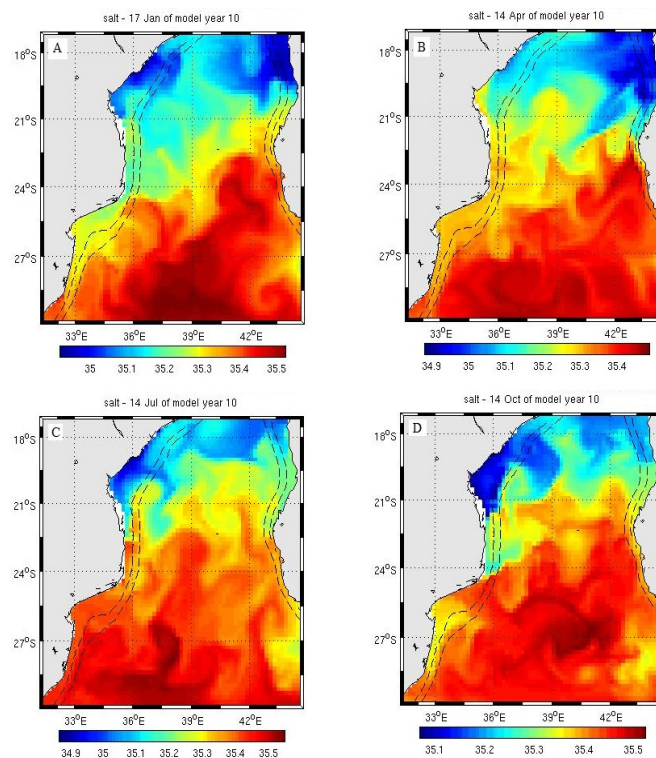 salt - 17 Jan of model year 10
A
18°S
21°S
24°S
27°S
33°E 36°E 39°E 42°E
35 35.1 35.2 35.3 35.4 35.5
salt - 14 Apr of model year 10
B
18°S
21°S
24°S
27°S
33°E 36°E 39°E 42°E
34.9 35 35.1 35.2 35.3 35.4
salt - 14 Jul of model year 10
C
18°S
21°S
24°S
27°S
33°E 36°E 39°E 42°E
34.9 35 35.1 35.2 35.3 35.4 35.5
salt - 14 Oct of model year 10
D
18°S
21°S
24°S
27°S
33°E 36°E 39°E 42°E
35.1 35.2 35.3 35.4 35.5